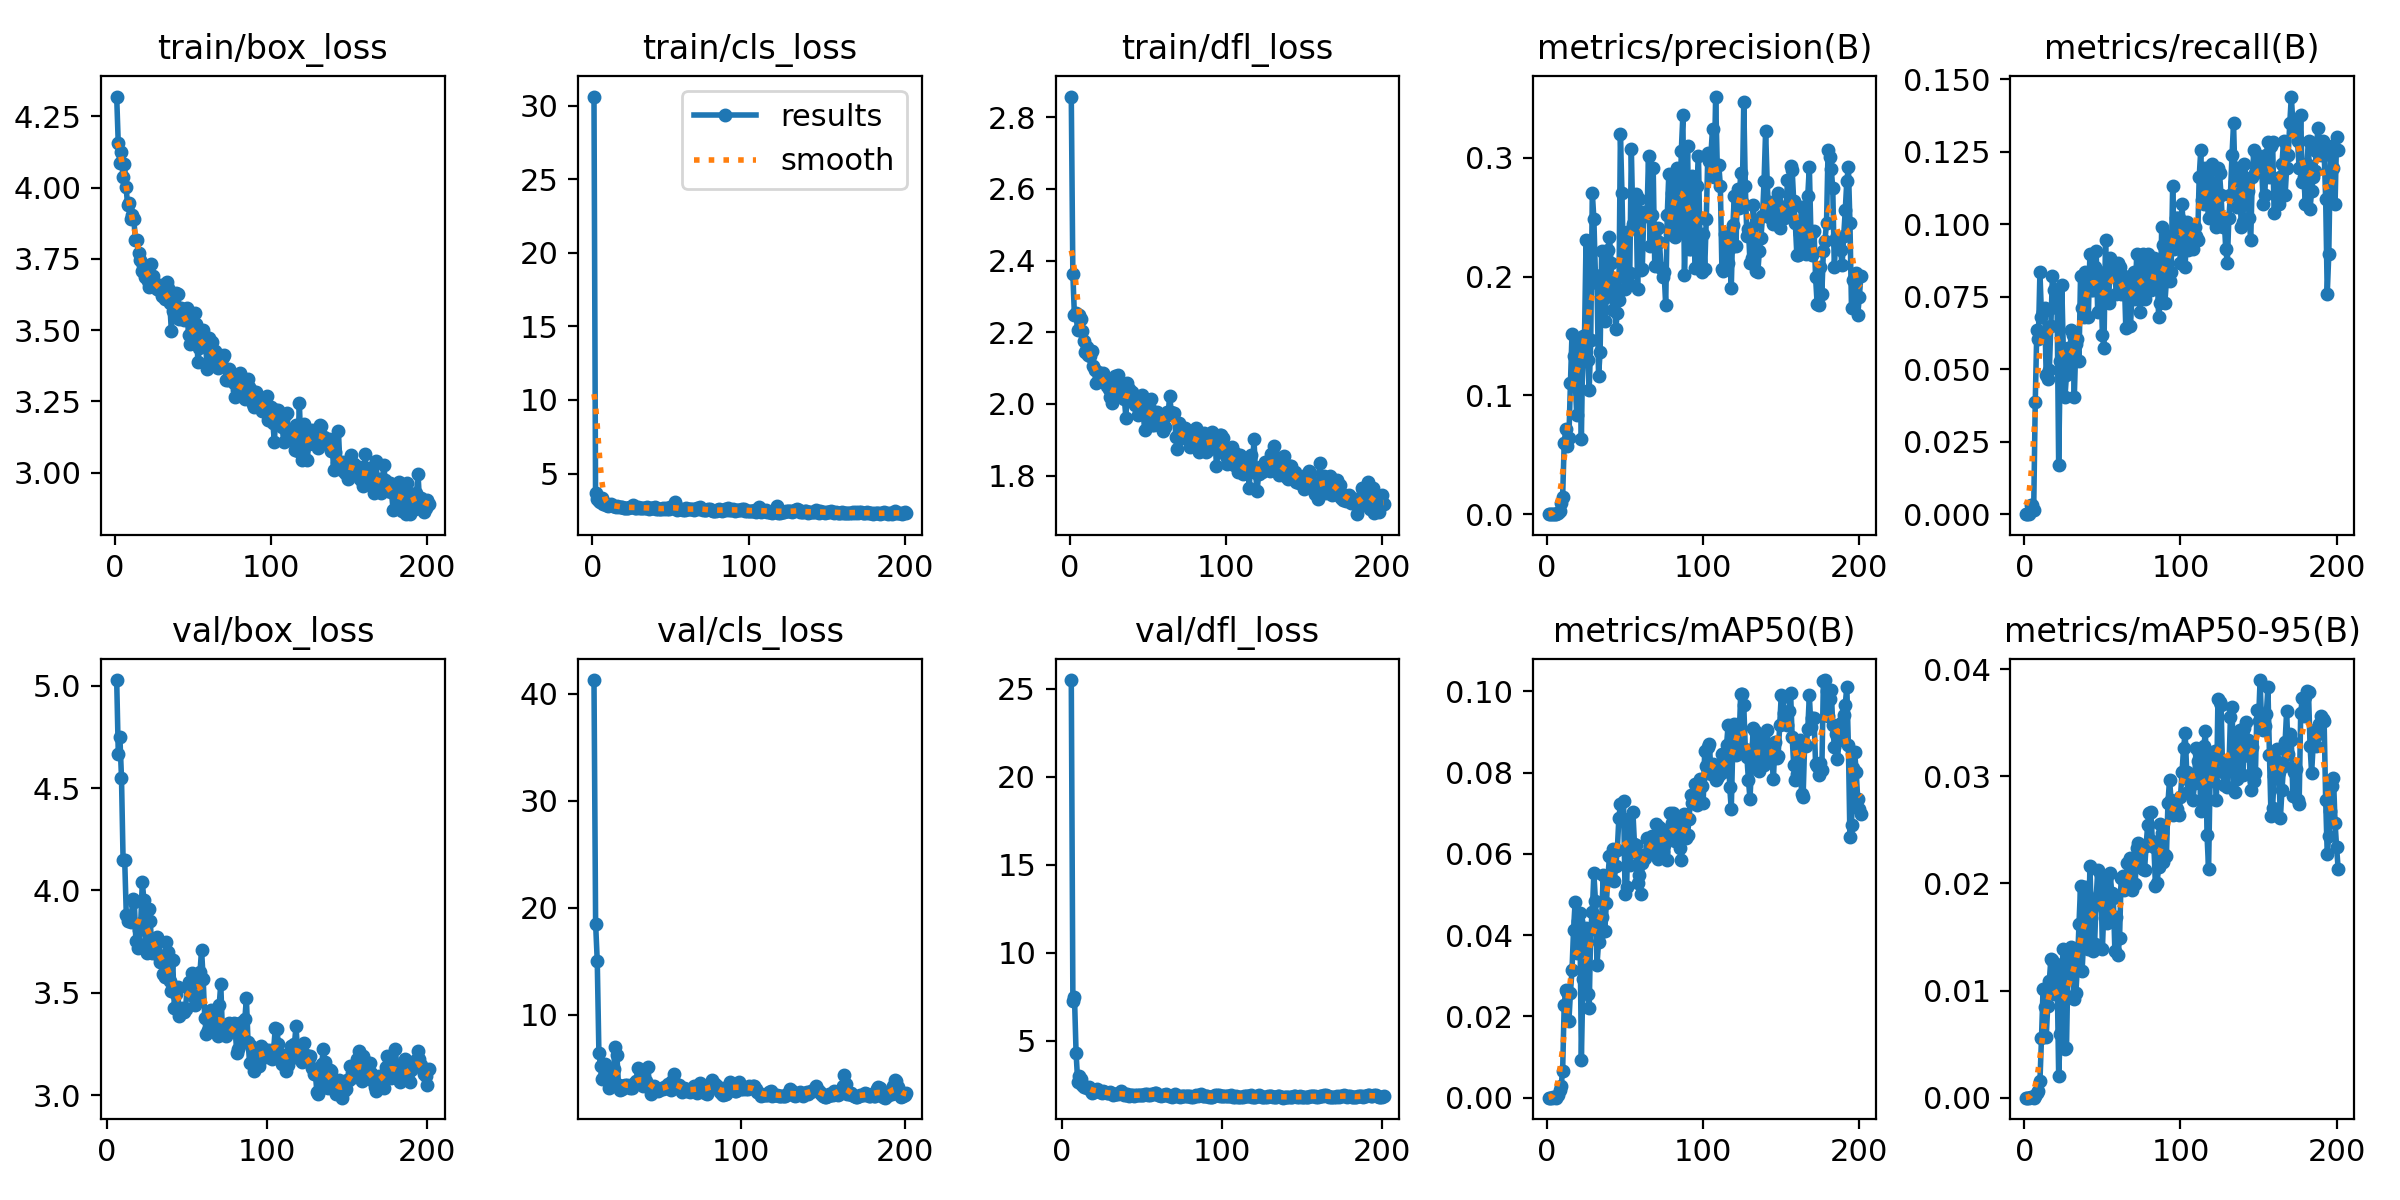 train/box_loss
4.25
4.00
3.75
3.50
3.25
3.00
0 100 200
train/cls_loss
results
smooth
30
25
20
15
10
5
0 100 200
train/dfl_loss
2.8
2.6
2.4
2.2
2.0
1.8
0 100 200
metrics/precision(B)
0.3
0.2
0.1
0.0
0 100 200
metrics/recall(B)
0.150
0.125
0.100
0.075
0.050
0.025
0.000
0 100 200
val/box_loss
5.0
4.5
4.0
3.5
3.0
0 100 200
val/cls_loss
40
30
20
10
100 200
val/dfl_loss
25
20
15
10
5
0 100 200
metrics/mAP50(B)
0.10
0.08
0.06
0.04
0.02
0.00
0 100 200
metrics/mAP50-95(B)
0.04
0.03
0.02
0.01
0.00
0 100 200